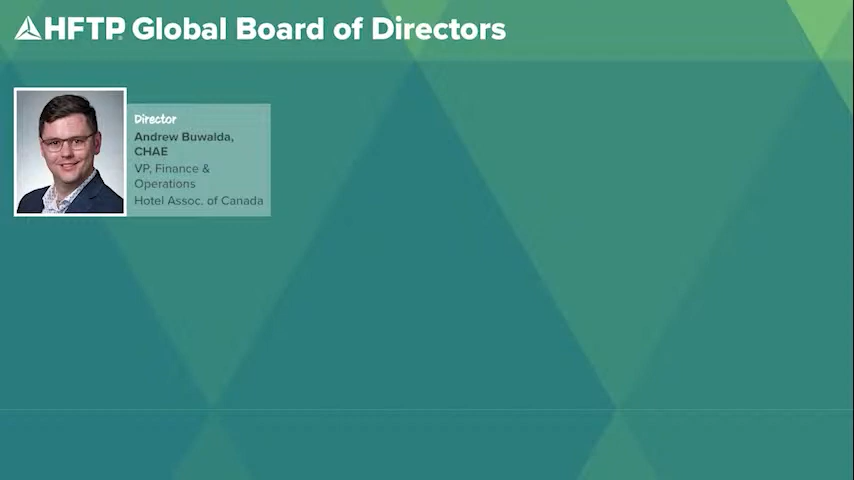 HFTP® Global Board of Directors
Director
Andrew Buwalda,
CHAE
VP, Finance &
Operations
Hotel Assoc. of Canada